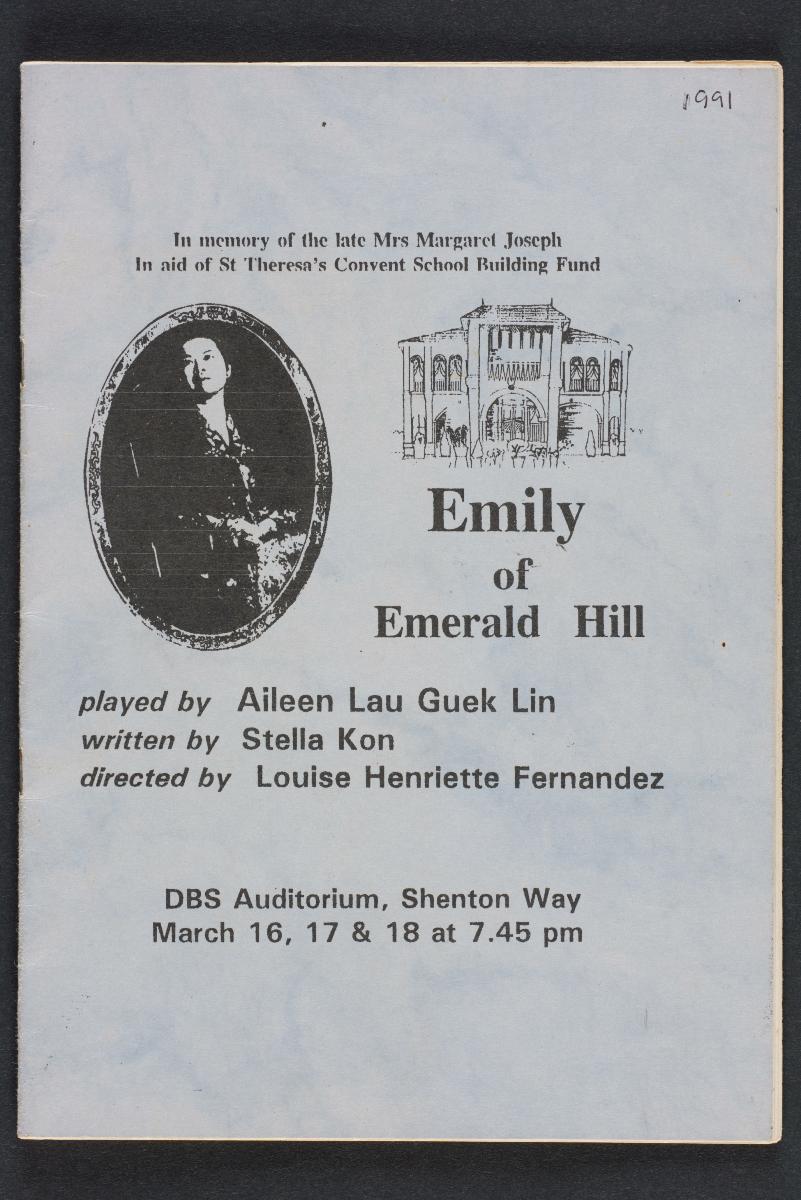 1991
In memory of the late Mrs Margaret Joseph
In aid of St Theresa's Convent School Building Fund
Emily
of
Emerald Hill
played by Aileen Lau Guek Lin
written by Stella Kon
directed by Louise Henriette Fernandez
DBS Auditorium, Shenton Way
March 16, 17 & 18 at 7.45 pm